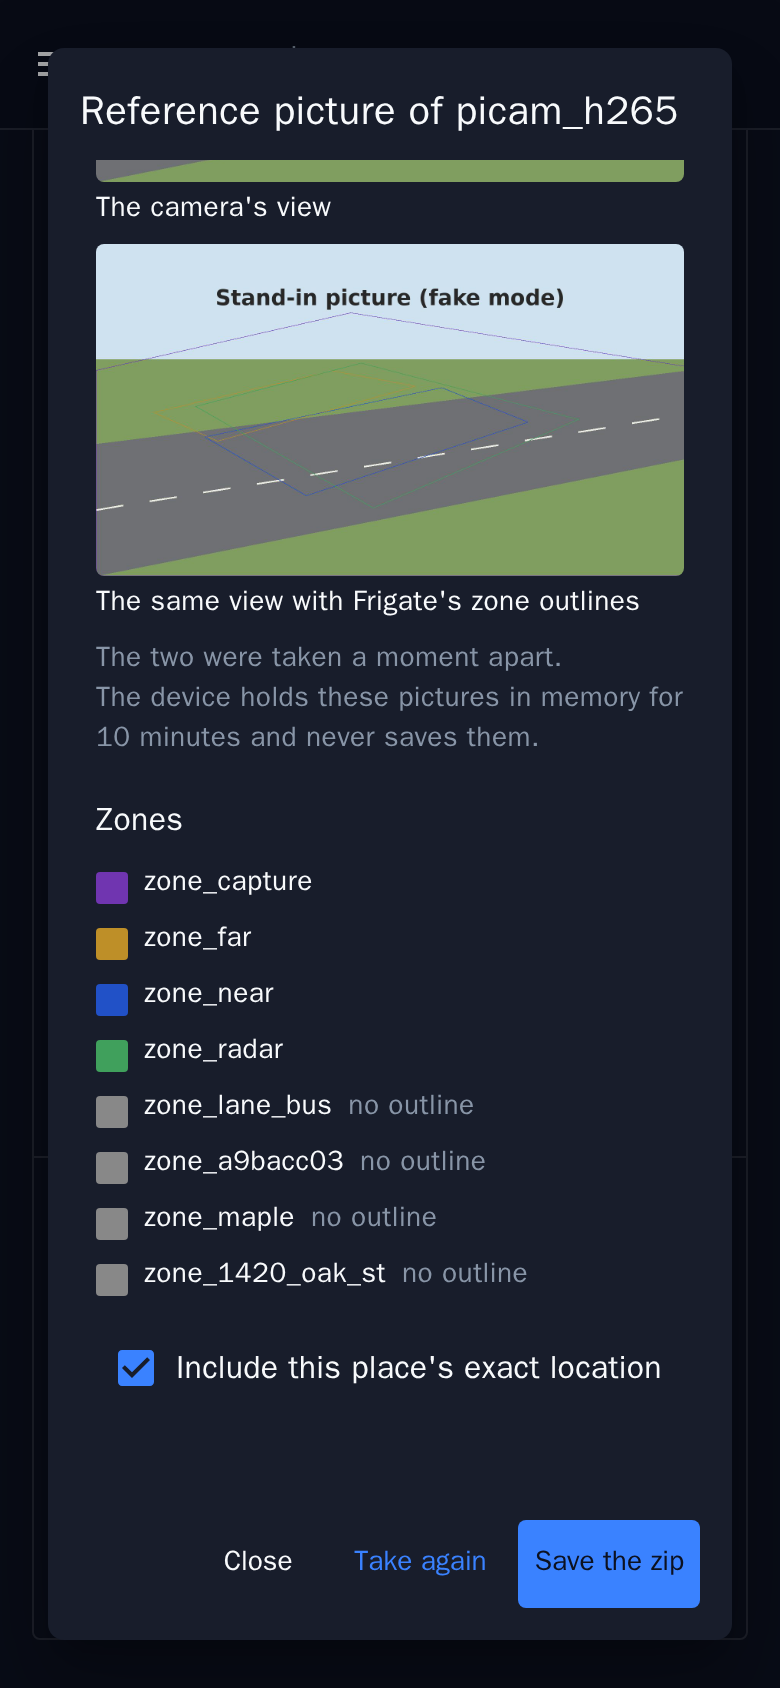 Reference picture of picam_h265
The camera's view
Stand-in picture (fake mode)
The same view with Frigate's zone outlines
The two were taken a moment apart.
The device holds these pictures in memory for
10 minutes and never saves them.
Zones
zone_capture
zone_far
zone_near
zone_radar
zone_lane_bus no outline
zone_a9bacc03 no outline
zone_maple no outline
zone_1420_oak_st no outline
Include this place's exact location
Close Take again Save the zip